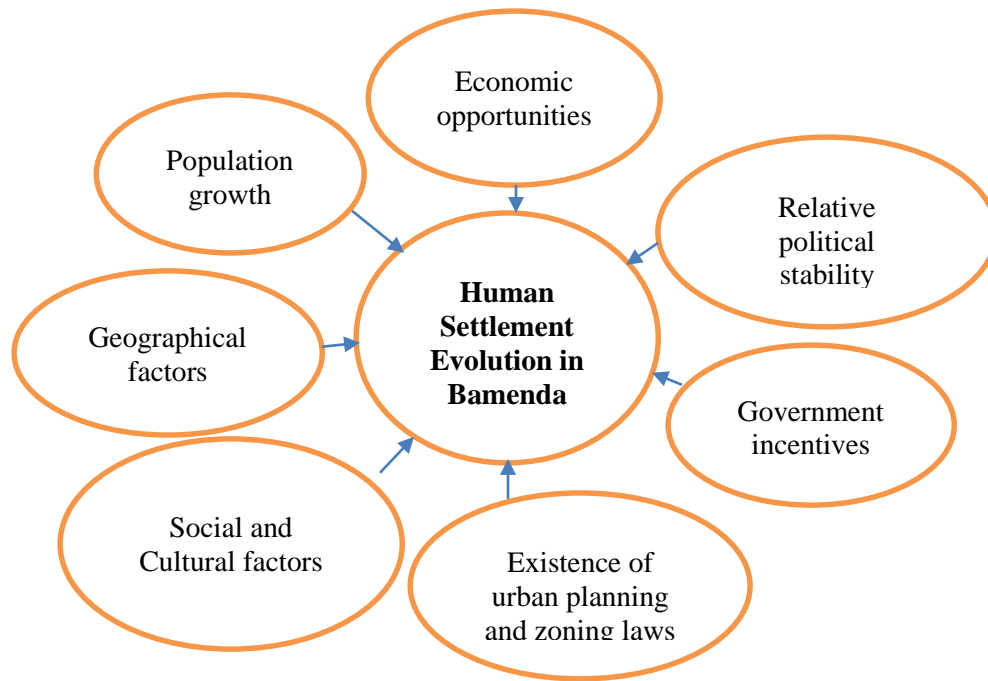 Economic
opportunities
Population
growth
Relative
political
stability
Human
Settlement
Evolution in
Bamenda
Geographical
factors
Government
incentives
Social and
Cultural factors
Existence of
urban planning
and zoning laws